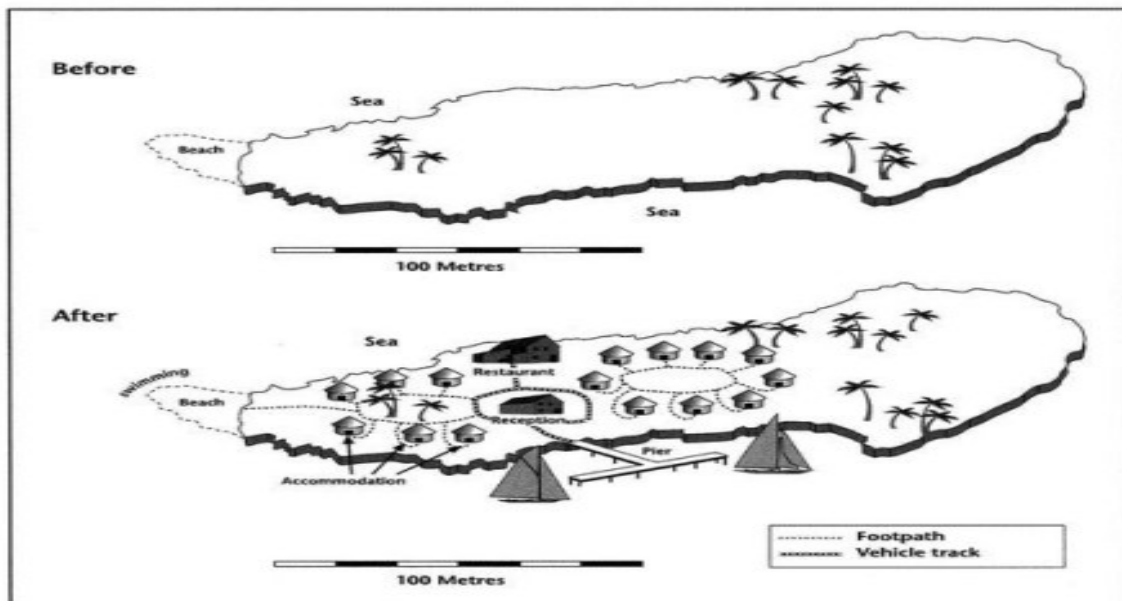 Before
Sea
Beach
Sea
100 Metres
After
Sea
Restaurant
swimming
Beach
Reception
Pier
Accommodation
Footpath
Vehicle track
100 Metres